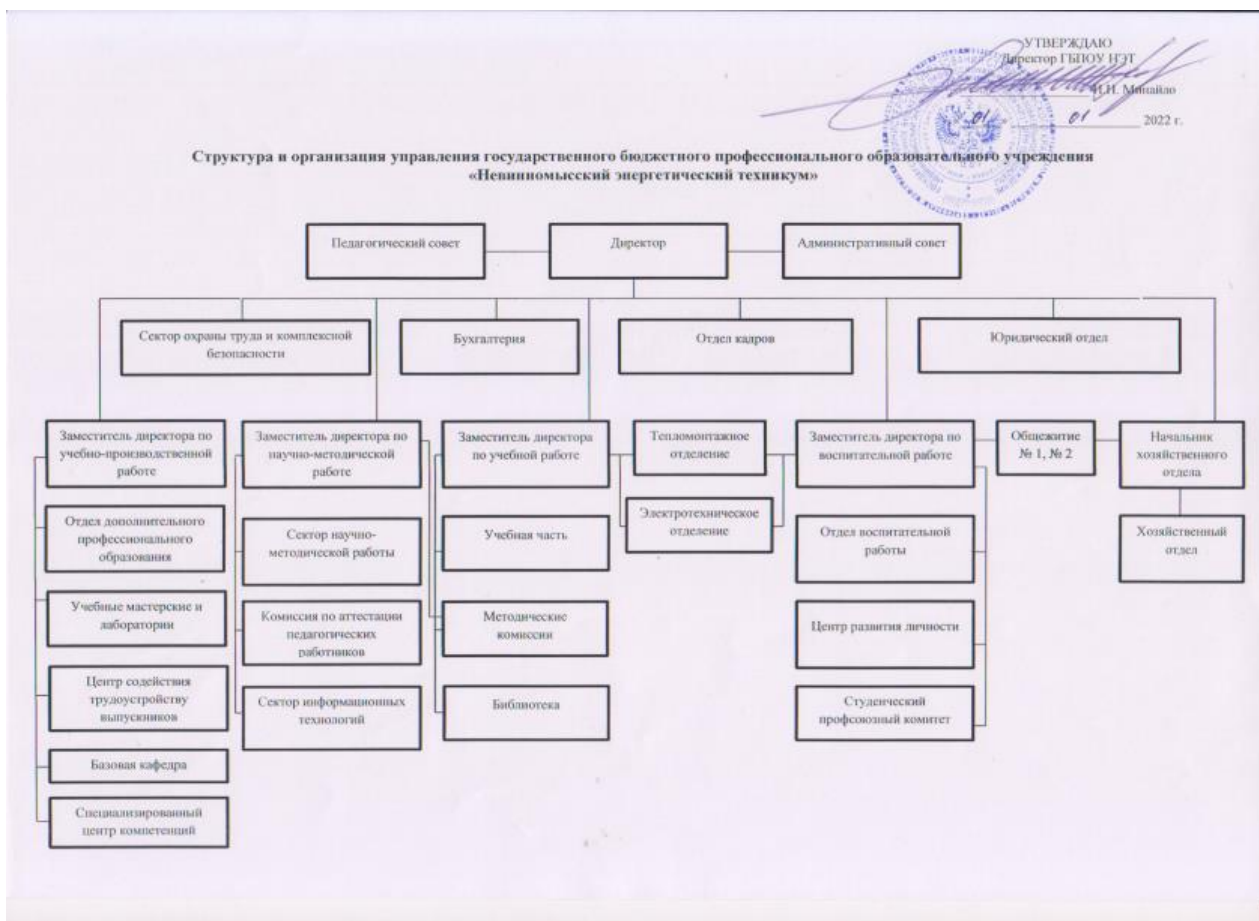 УТВЕРЖДАЮ
Директор ГБПОУ НЭТ
И.Н. Минайло
01 01 2022 г.
Структура и организация управления государственного бюджетного профессионального образовательного учреждения
«Невинномысский энергетический техникум»
Педагогический совет
Директор
Административный совет
Сектор охраны труда и комплексной
безопасности
Бухгалтерия
Отдел кадров
Юридический отдел
Заместитель директора по
учебно-производственной
работе
Заместитель директора по
научно-методической
работе
Заместитель директора
по учебной работе
Тепломонтажное
отделение
Заместитель директора по
воспитательной работе
Общежитие
№ 1, № 2
Начальник
хозяйственного
отдела
Отдел дополнительного
профессионального
образования
Сектор научно-
методической работы
Учебная часть
Электротехническое
отделение
Отдел воспитательной
работы
Хозяйственный
отдел
Учебные мастерские и
лаборатории
Комиссия по аттестации
педагогических
работников
Методические
комиссии
Центр развития личности
Центр содействия
трудоустройству
выпускников
Сектор информационных
технологий
Библиотека
Студенческий
профсоюзный комитет
Базовая кафедра
Специализированный
центр компетенций